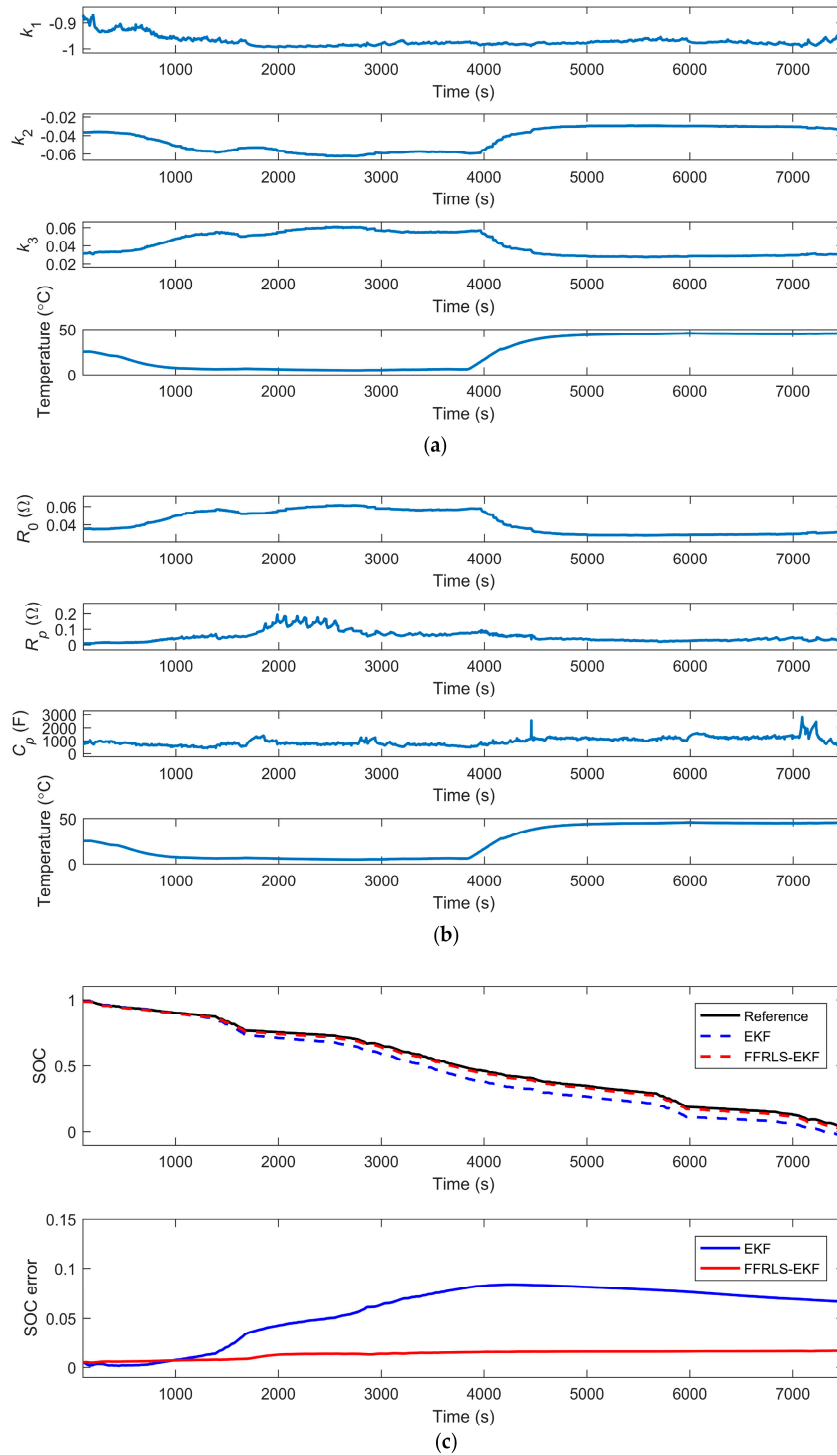 k1
-0.9
-1
1000 2000 3000 4000 5000 6000 7000
Time (s)
k2
-0.02
-0.04
-0.06
1000 2000 3000 4000 5000 6000 7000
Time (s)
k3
0.06
0.04
0.02
1000 2000 3000 4000 5000 6000 7000
Time (s)
Temperature (°C)
50
0
1000 2000 3000 4000 5000 6000 7000
Time (s)
(a)
R0 (Ω)
0.06
0.04
1000 2000 3000 4000 5000 6000 7000
Time (s)
Rp (Ω)
0.2
0.1
0
1000 2000 3000 4000 5000 6000 7000
Time (s)
Cp (F)
3000
2000
1000
0
1000 2000 3000 4000 5000 6000 7000
Time (s)
Temperature (°C)
50
0
1000 2000 3000 4000 5000 6000 7000
Time (s)
(b)
SOC
1
0.5
0
Reference
EKF
FFRLS-EKF
1000 2000 3000 4000 5000 6000 7000
Time (s)
SOC error
0.15
0.1
0.05
0
EKF
FFRLS-EKF
1000 2000 3000 4000 5000 6000 7000
Time (s)
(c)